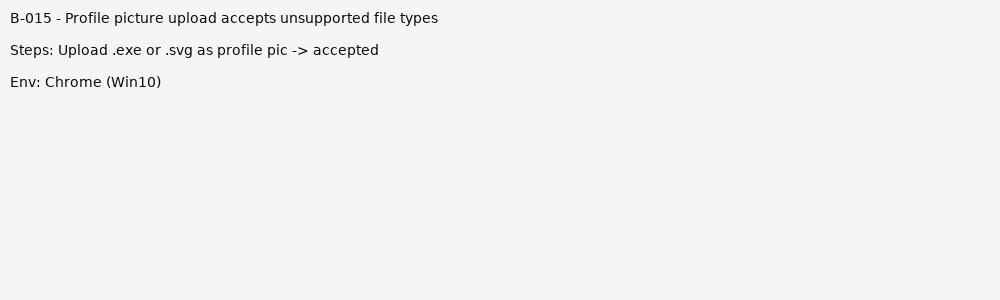 B-015 - Profile picture upload accepts unsupported file types
Steps: Upload .exe or .svg as profile pic -> accepted
Env: Chrome (Win10)